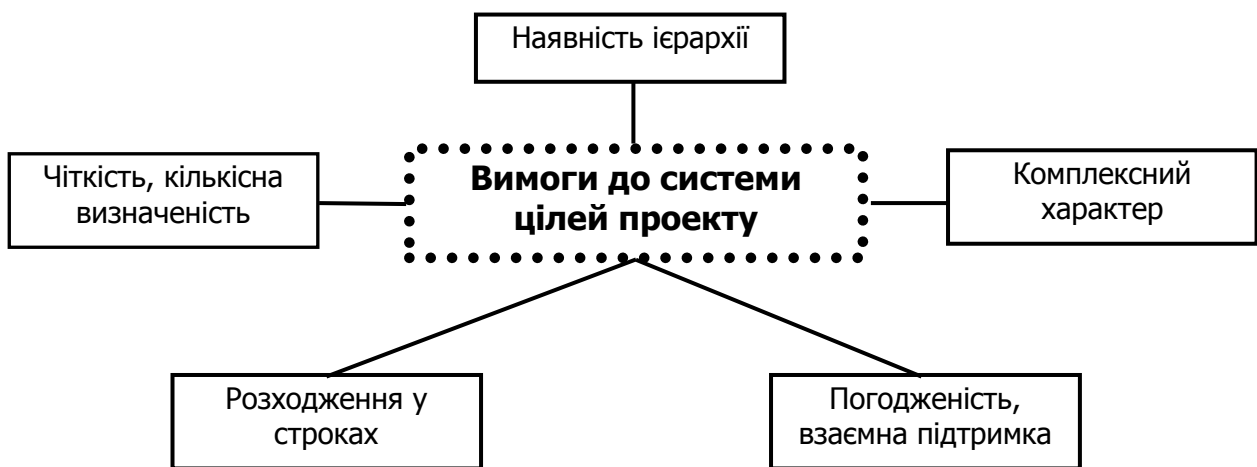 Наявність ієрархії
Чіткість, кількісна
визначеність
Вимоги до системи
цілей проекту
Комплексний
характер
Розходження у
строках
Погодженість,
взаємна підтримка